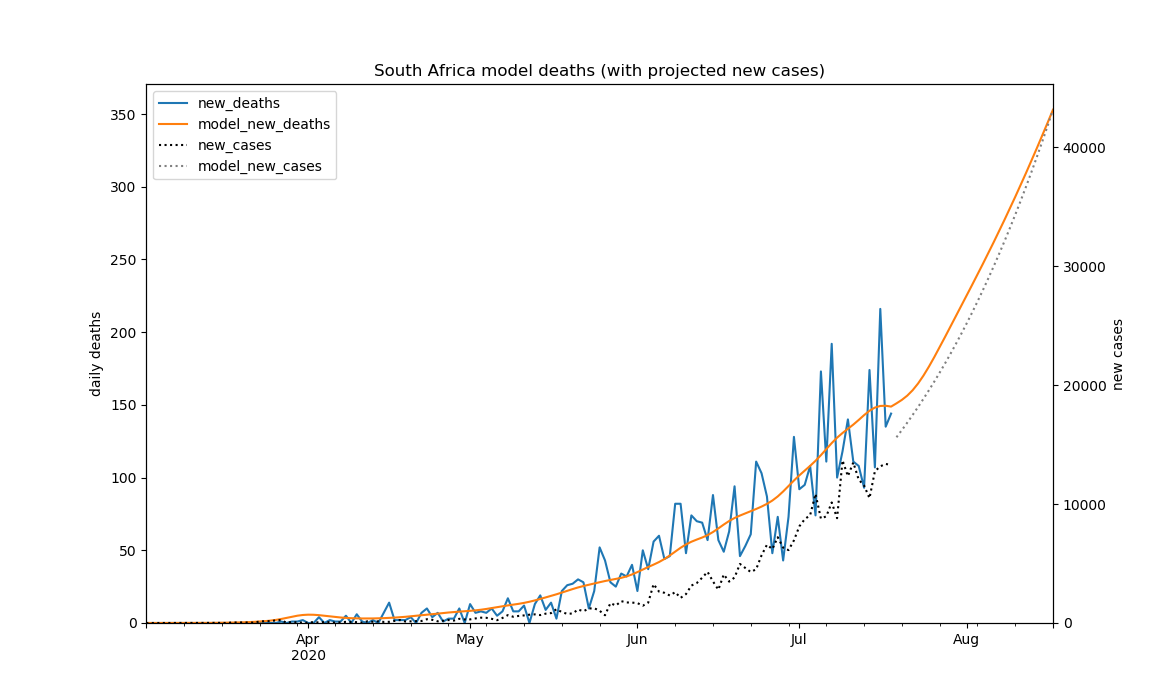 South Africa model deaths (with projected new cases)
new_deaths
model_new_deaths
new_cases
model_new_cases
350
300
250
200
150
100
50
0
daily deaths
40000
30000
20000
10000
0
new cases
Apr
2020
May
Jun
Jul
Aug